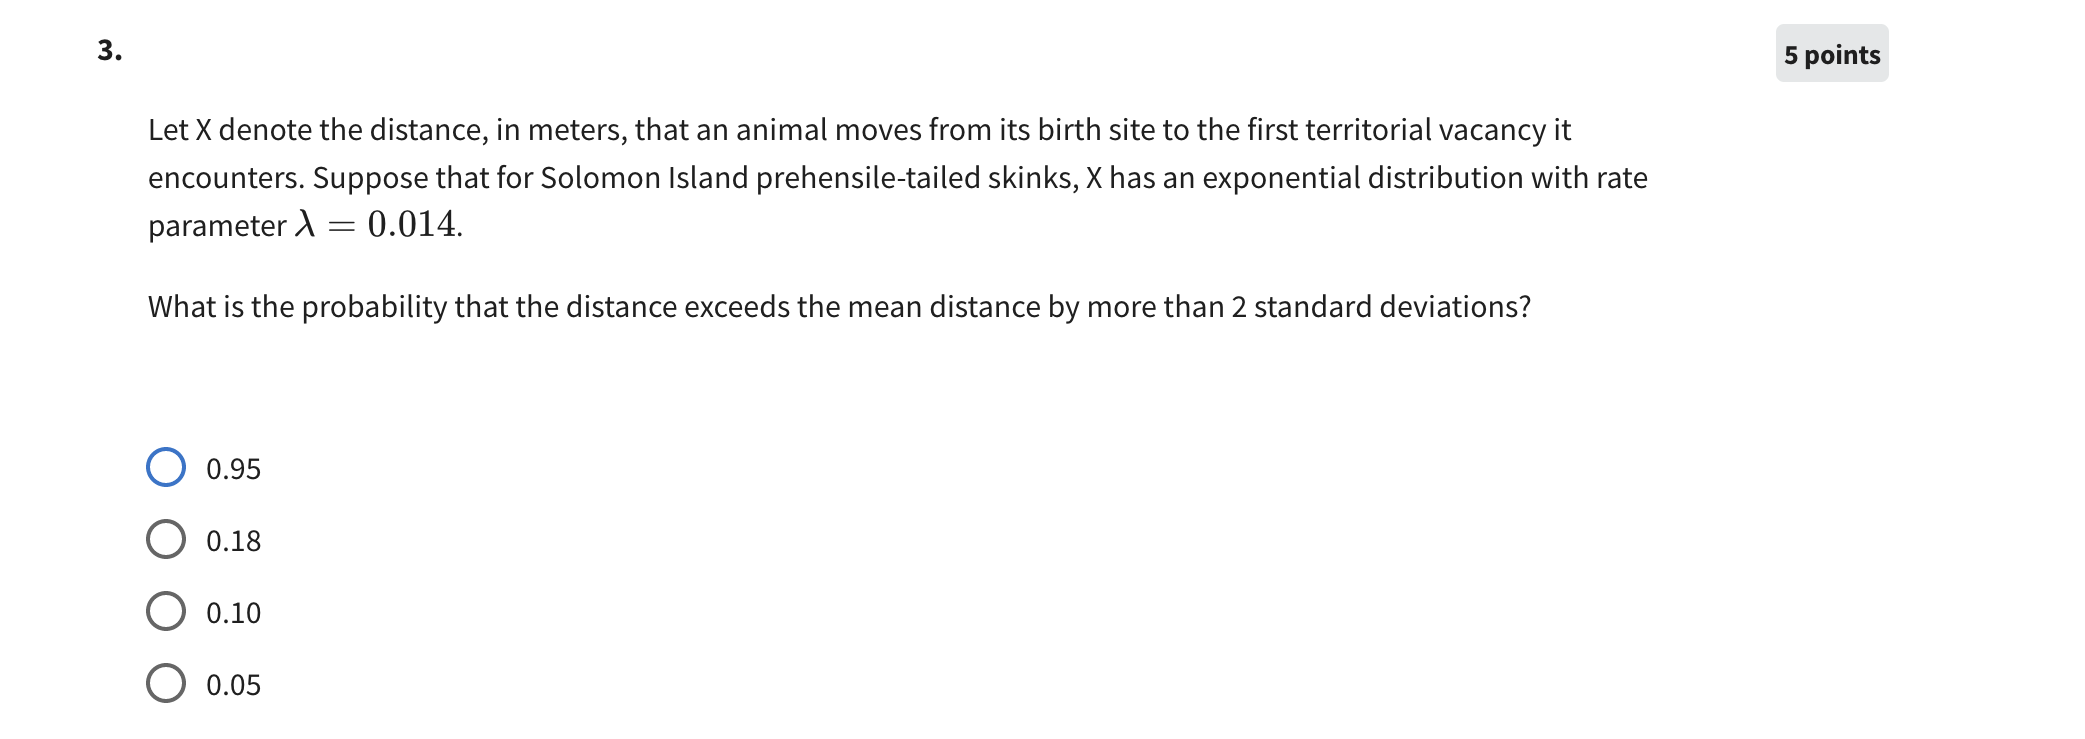 3.
5 points
Let X denote the distance, in meters, that an animal moves from its birth site to the first territorial vacancy it
encounters. Suppose that for Solomon Island prehensile-tailed skinks, X has an exponential distribution with rate
parameter λ = 0.014.
What is the probability that the distance exceeds the mean distance by more than 2 standard deviations?
0.95
0.18
0.10
0.05